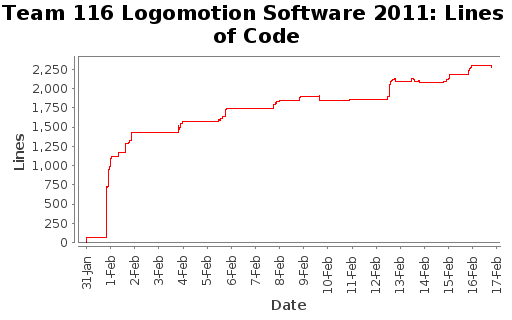 Team 116 Logomotion Software 2011: Lines
of Code
Lines
2,250
2,000
1,750
1,500
1,250
1,000
750
500
250
0
31-Jan
1-Feb
2-Feb
3-Feb
4-Feb
5-Feb
6-Feb
7-Feb
8-Feb
9-Feb
10-Feb
11-Feb
12-Feb
13-Feb
14-Feb
15-Feb
16-Feb
17-Feb
Date